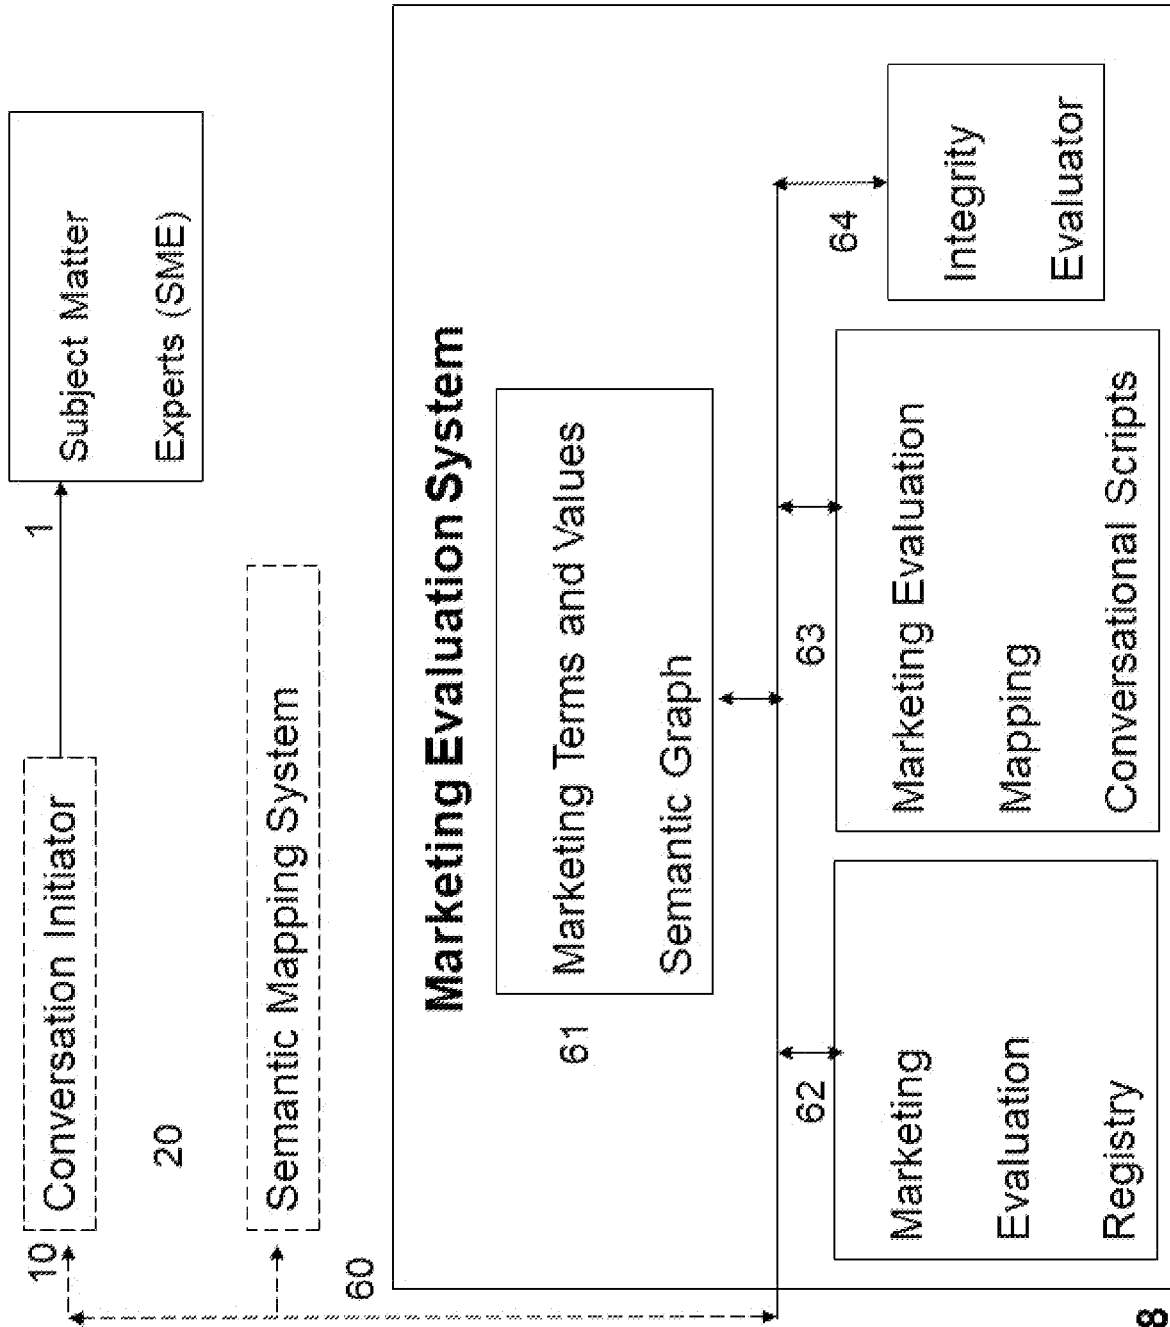 10
Conversation Initiator
1
Subject Matter
Experts (SME)
20
Semantic Mapping System
60
Marketing Evaluation System
61
Marketing Terms and Values
Semantic Graph
62
63
64
Marketing
Evaluation
Registry
Marketing Evaluation
Mapping
Conversational Scripts
Integrity
Evaluator
8